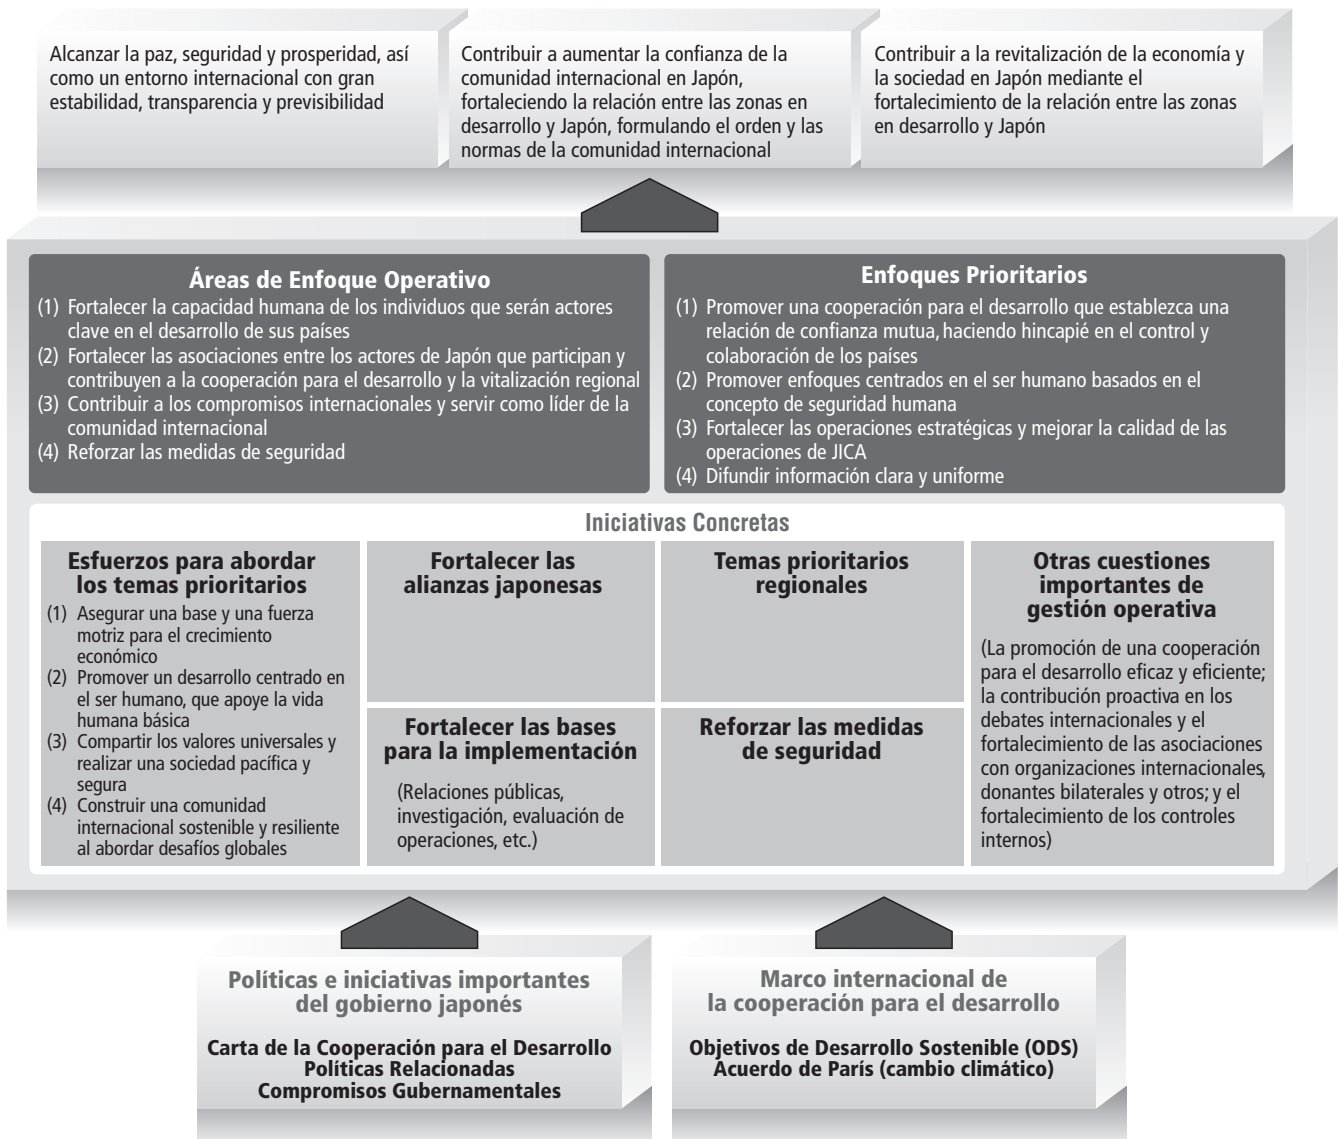 Alcanzar la paz, seguridad y prosperidad, así
como un entorno internacional con gran
estabilidad, transparencia y previsibilidad
Contribuir a aumentar la confianza de la
comunidad internacional en Japón,
fortaleciendo la relación entre las zonas en
desarrollo y Japón, formulando el orden y las
normas de la comunidad internacional
Contribuir a la revitalización de la economía y
la sociedad en Japón mediante el
fortalecimiento de la relación entre las zonas
en desarrollo y Japón
Áreas de Enfoque Operativo
(1) Fortalecer la capacidad humana de los individuos que serán actores
clave en el desarrollo de sus países
(2) Fortalecer las asociaciones entre los actores de Japón que participan y
contribuyen a la cooperación para el desarrollo y la vitalización regional
(3) Contribuir a los compromisos internacionales y servir como líder de la
comunidad internacional
(4) Reforzar las medidas de seguridad
Enfoques Prioritarios
(1) Promover una cooperación para el desarrollo que establezca una
relación de confianza mutua, haciendo hincapié en el control y
colaboración de los países
(2) Promover enfoques centrados en el ser humano basados en el
concepto de seguridad humana
(3) Fortalecer las operaciones estratégicas y mejorar la calidad de las
operaciones de JICA
(4) Difundir información clara y uniforme
Iniciativas Concretas
Esfuerzos para abordar
los temas prioritarios
(1) Asegurar una base y una fuerza
motriz para el crecimiento
económico
(2) Promover un desarrollo centrado en
el ser humano, que apoye la vida
humana básica
(3) Compartir los valores universales y
realizar una sociedad pacífica y
segura
(4) Construir una comunidad
internacional sostenible y resiliente
al abordar desafíos globales
Fortalecer las
alianzas japonesas
Temas prioritarios
regionales
Fortalecer las bases
para la implementación
(Relaciones públicas,
investigación, evaluación de
operaciones, etc.)
Reforzar las medidas
de seguridad
Otras cuestiones
importantes de
gestión operativa
(La promoción de una cooperación
para el desarrollo eficaz y eficiente;
la contribución proactiva en los
debates internacionales y el
fortalecimiento de las asociaciones
con organizaciones internacionales,
donantes bilaterales y otros; y el
fortalecimiento de los controles
internos)
Políticas e iniciativas importantes
del gobierno japonés
Carta de la Cooperación para el Desarrollo
Políticas Relacionadas
Compromisos Gubernamentales
Marco internacional de
la cooperación para el desarrollo
Objetivos de Desarrollo Sostenible (ODS)
Acuerdo de París (cambio climático)